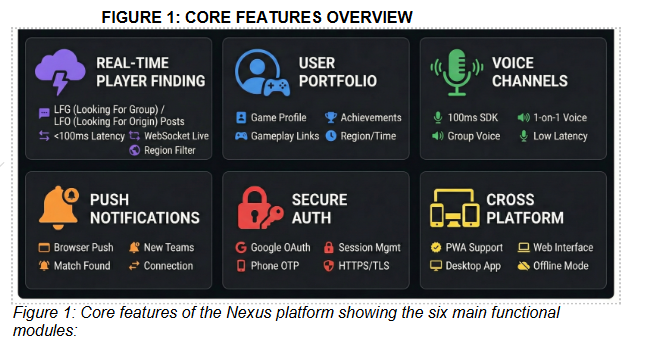 FIGURE 1: CORE FEATURES OVERVIEW
REAL-TIME
PLAYER FINDING
LFG (Looking For Group) /
LFO (Looking For Origin) Posts
<100ms Latency
WebSocket Live
Region Filter
USER
PORTFOLIO
Game Profile
Achievements
Gameplay Links
Region/Time
VOICE
CHANNELS
100ms SDK
1-on-1 Voice
Group Voice
Low Latency
PUSH
NOTIFICATIONS
Browser Push
New Teams
Match Found
Connection
SECURE
AUTH
Google OAuth
Session Mgmt
Phone OTP
HTTPS/TLS
CROSS
PLATFORM
PWA Support
Web Interface
Desktop App
Offline Mode
Figure 1: Core features of the Nexus platform showing the six main functional
modules: